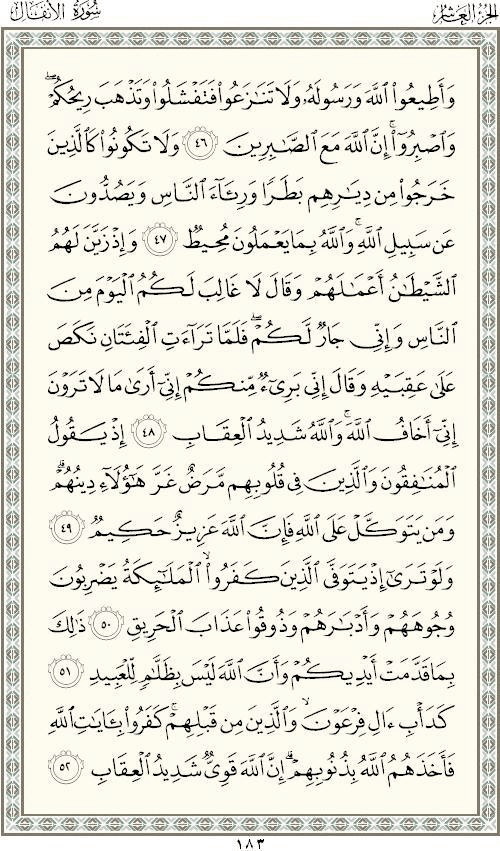 الجزء العاشر سورة الأنفال
وَأَطِيعُوا۟ ٱللَّهَ وَرَسُولَهُۥ وَلَا تَنَٰزَعُوا۟ فَتَفْشَلُوا۟ وَتَذْهَبَ رِيحُكُمْۖ
وَٱصْبِرُوٓا۟ۚ إِنَّ ٱللَّهَ مَعَ ٱلصَّٰبِرِينَ ٤٦ وَلَا تَكُونُوا۟ كَٱلَّذِينَ
خَرَجُوا۟ مِن دِيَٰرِهِم بَطَرًا وَرِئَآءَ ٱلنَّاسِ وَيَصُدُّونَ
عَن سَبِيلِ ٱللَّهِۚ وَٱللَّهُ بِمَا يَعْمَلُونَ مُحِيطٌ ٤٧ وَإِذْ زَيَّنَ لَهُمُ
ٱلشَّيْطَٰنُ أَعْمَٰلَهُمْ وَقَالَ لَا غَالِبَ لَكُمُ ٱلْيَوْمَ مِنَ
ٱلنَّاسِ وَإِنِّى جَارٌ لَّكُمْۖ فَلَمَّا تَرَآءَتِ ٱلْفِئَتَانِ نَكَصَ
عَلَىٰ عَقِبَيْهِ وَقَالَ إِنِّى بَرِىٓءٌ مِّنكُمْ إِنِّىٓ أَرَىٰ مَا لَا تَرَوْنَ
إِنِّىٓ أَخَافُ ٱللَّهَۚ وَٱللَّهُ شَدِيدُ ٱلْعِقَابِ ٤٨ إِذْ يَقُولُ
ٱلْمُنَٰفِقُونَ وَٱلَّذِينَ فِى قُلُوبِهِم مَّرَضٌ غَرَّ هَٰٓؤُلَآءِ دِينُهُمْۗ
وَمَن يَتَوَكَّلْ عَلَى ٱللَّهِ فَإِنَّ ٱللَّهَ عَزِيزٌ حَكِيمٌ ٤٩
وَلَوْ تَرَىٰٓ إِذْ يَتَوَفَّى ٱلَّذِينَ كَفَرُوا۟ۙ ٱلْمَلَٰٓئِكَةُ يَضْرِبُونَ
وُجُوهَهُمْ وَأَدْبَٰرَهُمْ وَذُوقُوا۟ عَذَابَ ٱلْحَرِيقِ ٥٠ ذَٰلِكَ
بِمَا قَدَّمَتْ أَيْدِيكُمْ وَأَنَّ ٱللَّهَ لَيْسَ بِظَلَّٰمٍ لِّلْعَبِيدِ ٥١
كَدَأْبِ ءَالِ فِرْعَوْنَۙ وَٱلَّذِينَ مِن قَبْلِهِمْۚ كَفَرُوا۟ بِـَٔايَٰتِ ٱللَّهِ
فَأَخَذَهُمُ ٱللَّهُ بِذُنُوبِهِمْۗ إِنَّ ٱللَّهَ قَوِىٌّ شَدِيدُ ٱلْعِقَابِ ٥٢
١٨٣